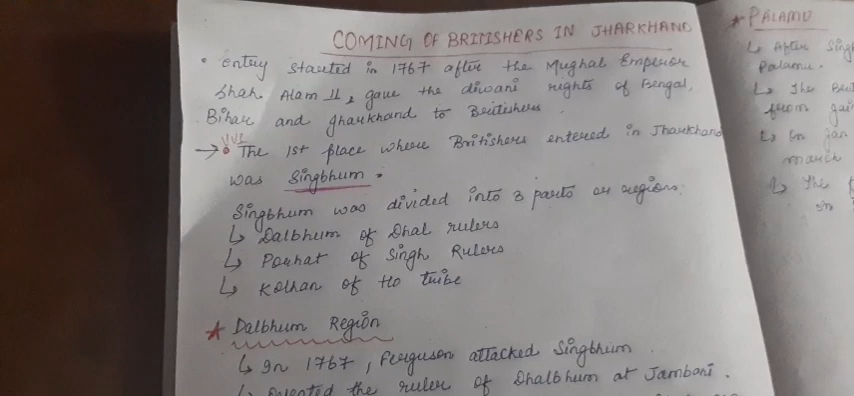 COMING OF BRITISHERS IN JHARKHAND
• entry started in 1767 after the Mughal Emperor
Shah Alam II, gave the diwani rights of Bengal,
Bihar and Jharkhand to Britishers.
VVI
→ • The 1st place where Britishers entered in Jharkhand
was Singbhum.
Singbhum was divided into 3 parts or regions:
↳ Dalbhum of Dhal rulers
↳ Porhat of Singh Rulers
↳ Kolhan of Ho tribe
* Dalbhum Region
↳ In 1767, Ferguson attacked Singbhum.
the ruler of Dhalbhum at Jambani.
* PALAMU
↳ After
Palamu.
↳ The
from
↳ In Jan
march
↳ The
In